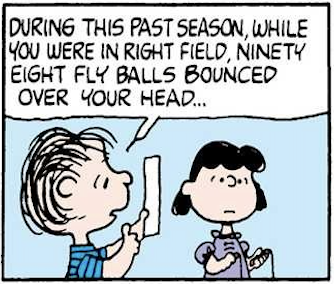 DURING THIS PAST SEASON, WHILE
YOU WERE IN RIGHT FIELD, NINETY
EIGHT FLY BALLS BOUNCED
OVER YOUR HEAD...